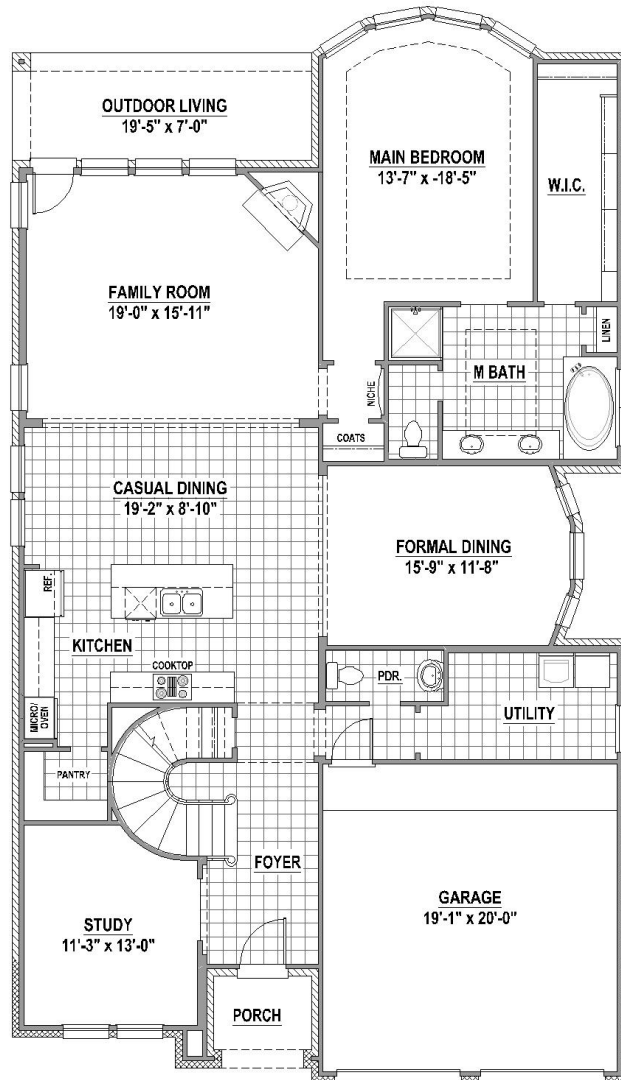 OUTDOOR LIVING
19'-5" x 7'-0"
MAIN BEDROOM
13'-7" x -18'-5"
W.I.C.
FAMILY ROOM
19'-0" x 15'-11"
LINEN
M BATH
NICHE
COATS
CASUAL DINING
19'-2" x 8'-10"
FORMAL DINING
15'-9" x 11'-8"
REF.
KITCHEN
COOKTOP
PDR.
MICRO/
OVEN
UTILITY
PANTRY
FOYER
GARAGE
19'-1" x 20'-0"
STUDY
11'-3" x 13'-0"
PORCH